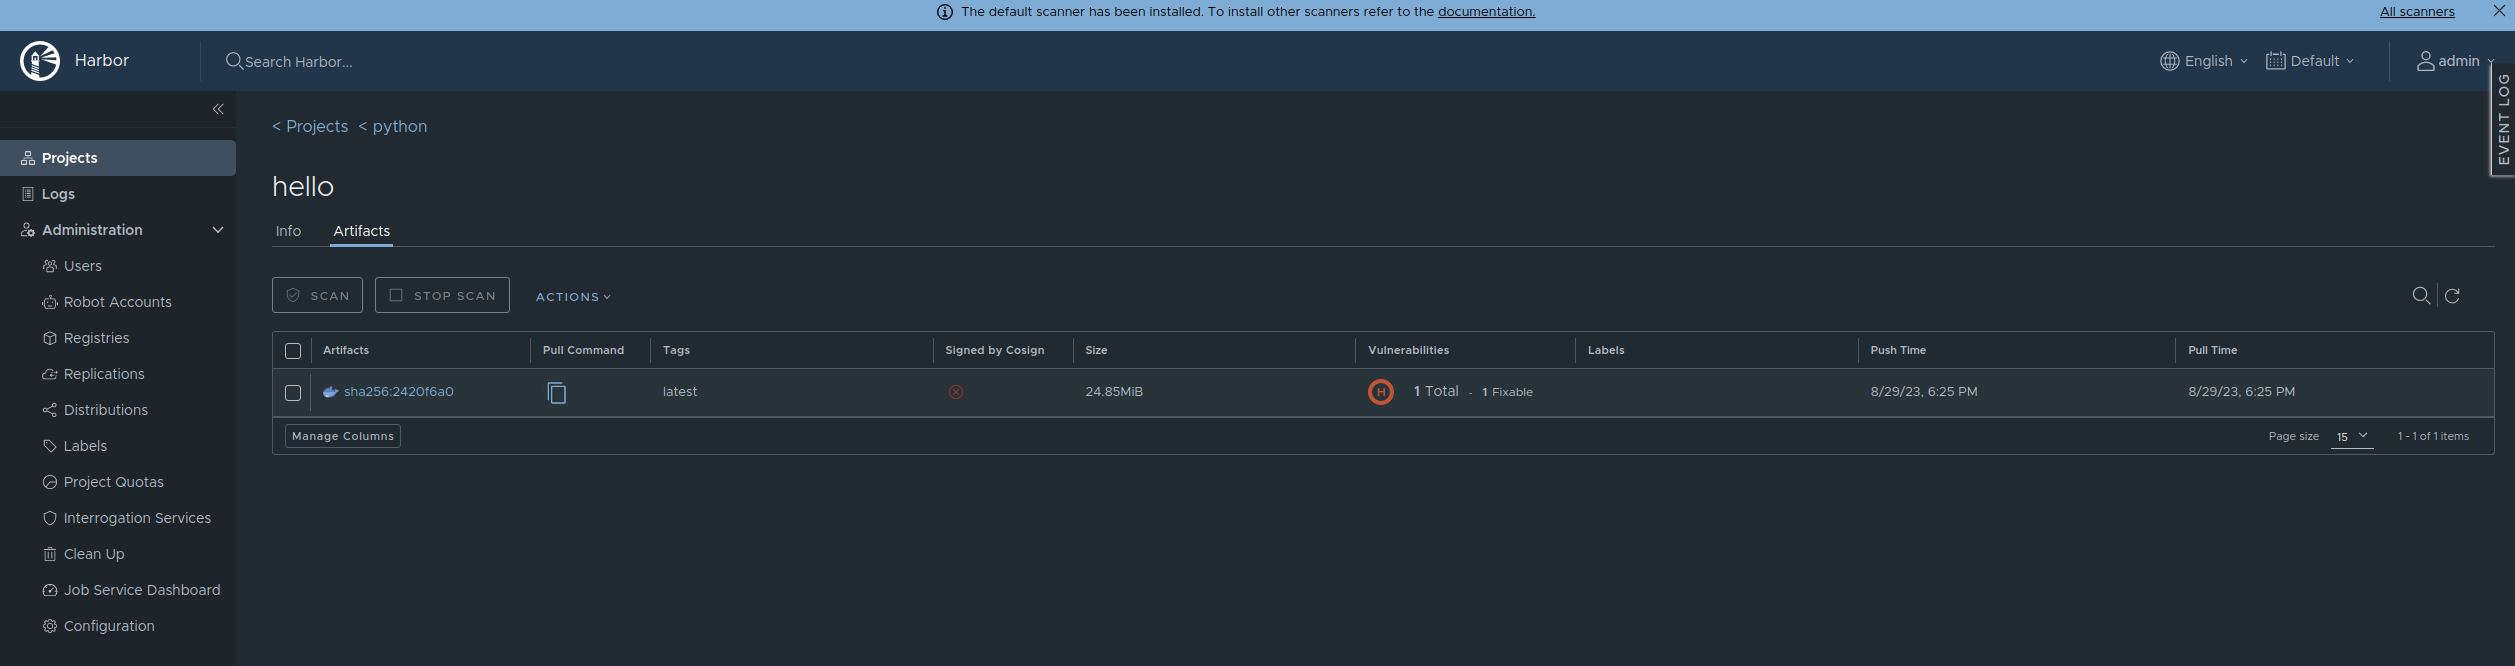 The default scanner has been installed. To install other scanners refer to the documentation.
All scanners
Harbor
Search Harbor...
English
Default
admin
EVENT LOG
< Projects < python
Projects
Logs
Administration
Users
Robot Accounts
Registries
Replications
Distributions
Labels
Project Quotas
Interrogation Services
Clean Up
Job Service Dashboard
Configuration
hello
Info Artifacts
SCAN STOP SCAN ACTIONS
Artifacts Pull Command Tags Signed by Cosign Size Vulnerabilities Labels Push Time Pull Time
sha256:2420f6a0 latest 24.85MiB H 1 Total - 1 Fixable 8/29/23, 6:25 PM 8/29/23, 6:25 PM
Manage Columns Page size 15 1 - 1 of 1 items